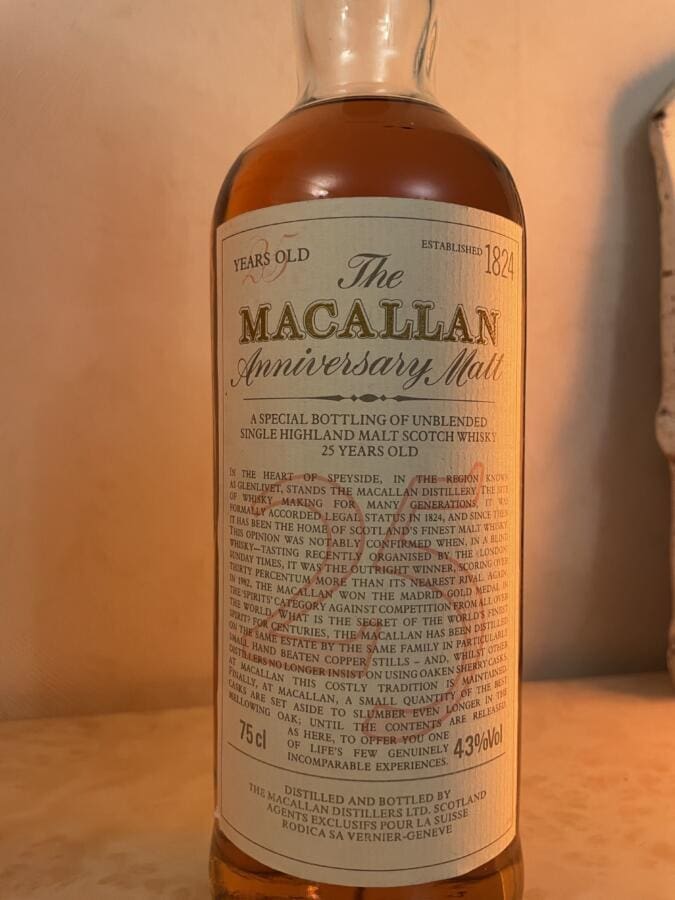 25
YEARS OLD
ESTABLISHED 1824
The
MACALLAN
Anniversary Malt
A SPECIAL BOTTLING OF UNBLENDED
SINGLE HIGHLAND MALT SCOTCH WHISKY
25 YEARS OLD
25
IN THE HEART OF SPEYSIDE, IN THE REGION KNOWN
AS GLENLIVET, STANDS THE MACALLAN DISTILLERY. THE SITE
OF WHISKY MAKING FOR MANY GENERATIONS, IT WAS
FORMALLY ACCORDED LEGAL STATUS IN 1824, AND SINCE THEN
IT HAS BEEN THE HOME OF SCOTLAND'S FINEST MALT WHISKY.
THIS OPINION WAS NOTABLY CONFIRMED WHEN, IN A BLIND
WHISKY—TASTING RECENTLY ORGANISED BY THE LONDON
SUNDAY TIMES, IT WAS THE OUTRIGHT WINNER, SCORING OVER
THIRTY PERCENTUM MORE THAN ITS NEAREST RIVAL. AGAIN,
IN 1982, THE MACALLAN WON THE MADRID GOLD MEDAL IN
THE 'SPIRITS' CATEGORY AGAINST COMPETITION FROM ALL OVER
THE WORLD. WHAT IS THE SECRET OF THE WORLD'S FINEST
SPIRIT? FOR CENTURIES, THE MACALLAN HAS BEEN DISTILLED
ON THE SAME ESTATE BY THE SAME FAMILY IN PARTICULARLY
SMALL HAND BEATEN COPPER STILLS – AND, WHILST OTHER
DISTILLERS NO LONGER INSIST ON USING OAKEN SHERRY CASKS,
AT MACALLAN THIS COSTLY TRADITION IS MAINTAINED.
FINALLY, AT MACALLAN, A SMALL QUANTITY OF THE BEST
CASKS ARE SET ASIDE TO SLUMBER EVEN LONGER IN THE
MELLOWING OAK; UNTIL THE CONTENTS ARE RELEASED,
AS HERE, TO OFFER YOU ONE
OF LIFE'S FEW GENUINELY
INCOMPARABLE EXPERIENCES.
75cl
43%Vol
DISTILLED AND BOTTLED BY
THE MACALLAN DISTILLERS LTD. SCOTLAND
AGENTS EXCLUSIFS POUR LA SUISSE
RODICA SA VERNIER-GENEVE